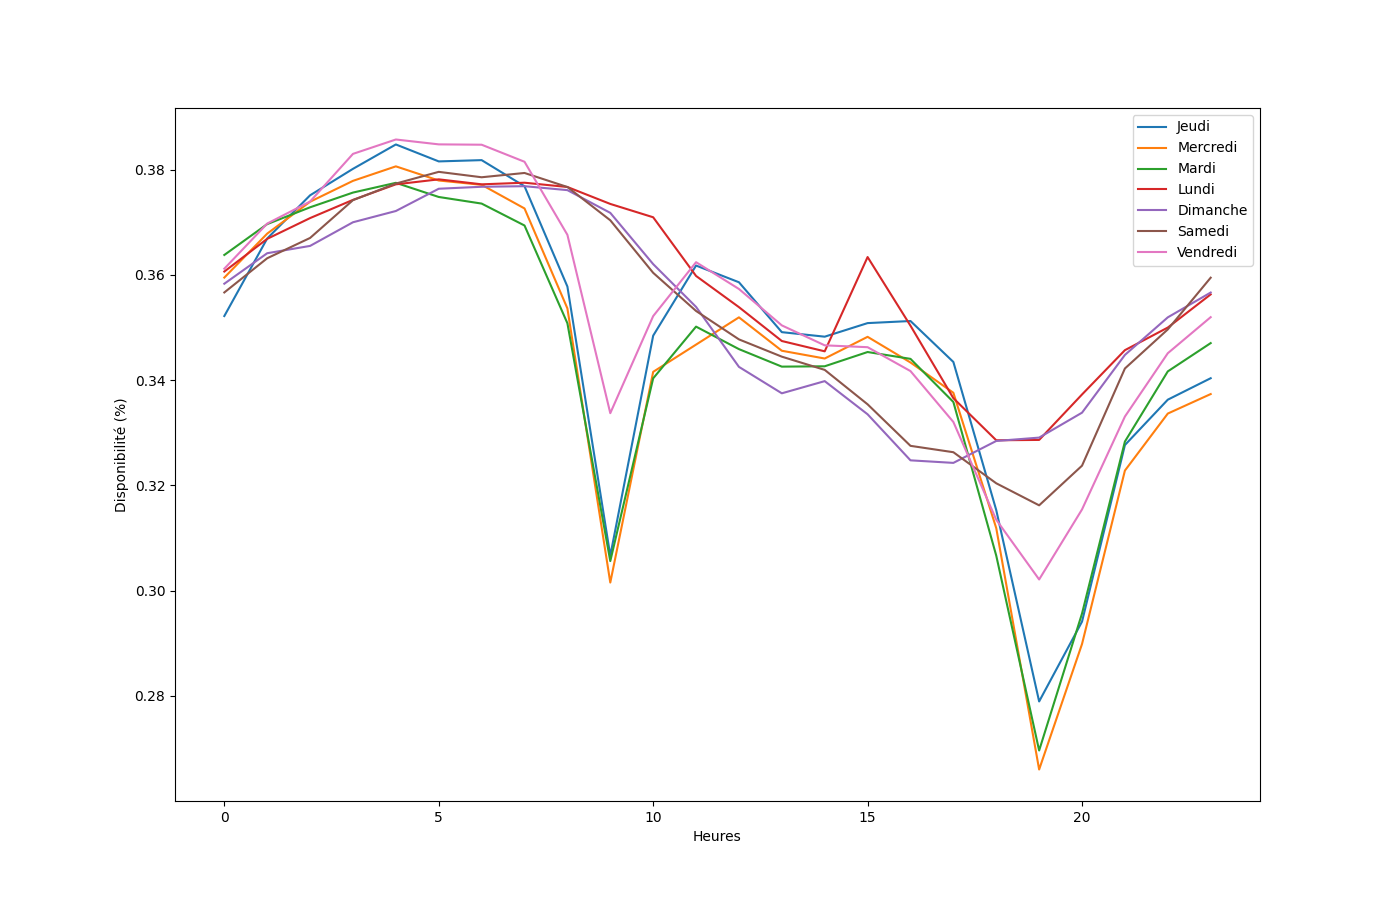 Jeudi
Mercredi
Mardi
Lundi
Dimanche
Samedi
Vendredi
0.38
0.36
0.34
0.32
0.30
0.28
Disponibilité (%)
0 5 10 15 20
Heures